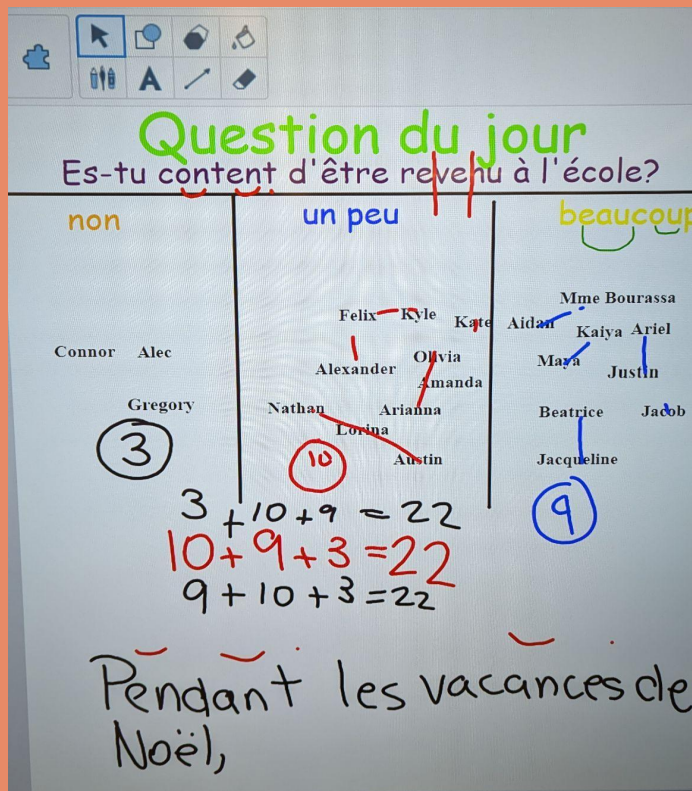 Question du jour
Es-tu content d'être revenu à l'école?
non
un peu
beaucoup
Mme Bourassa
Felix Kyle
Kate
Aidan
Kaiya Ariel
Connor Alec
Olivia
Alexander
Maya
Justin
Amanda
Gregory
Nathan
Arianna
Beatrice
Jacob
Lorina
Austin
Jacqueline
3
10
9
3 + 10 + 9 = 22
10 + 9 + 3 = 22
9 + 10 + 3 = 22
Pendant les vacances de
Noël,